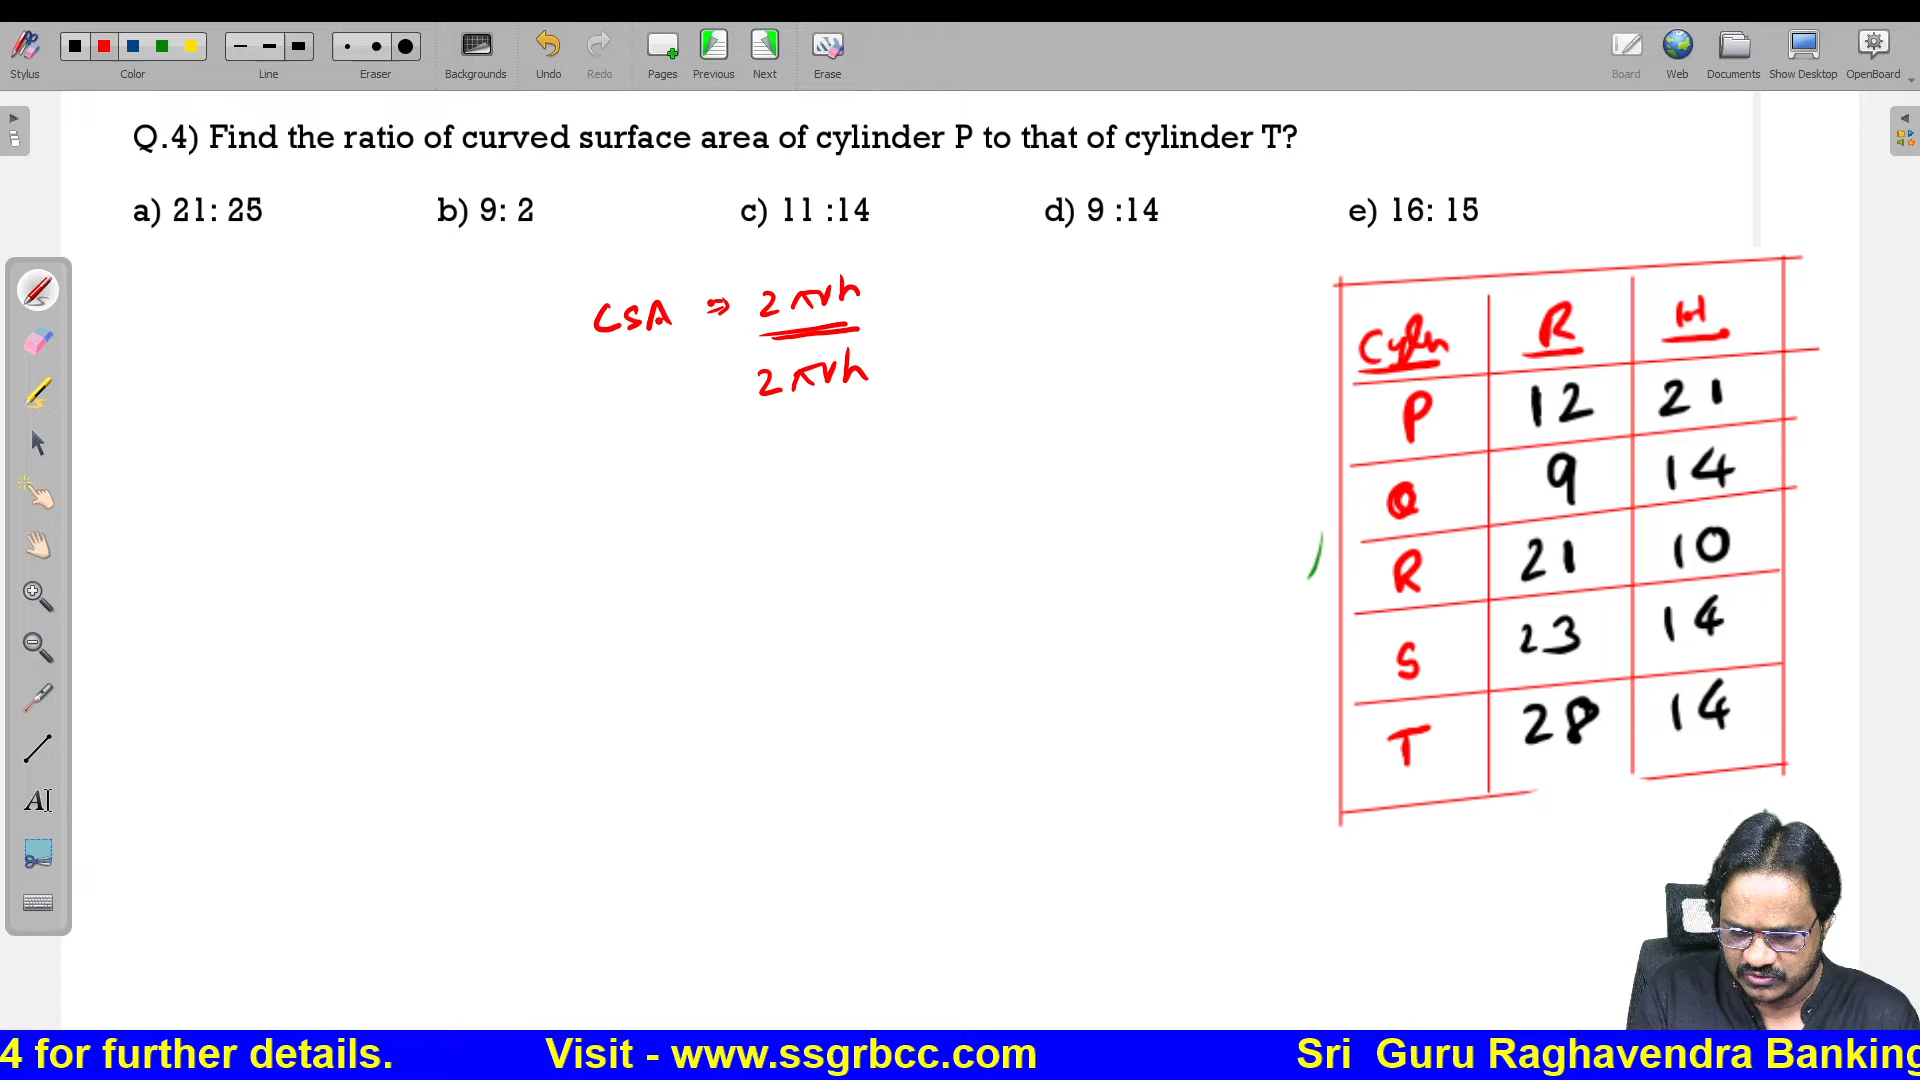 Stylus
Color
Line
Eraser
Backgrounds
Undo
Redo
Pages
Previous
Next
Erase
Board
Web
Documents
Show Desktop
OpenBoard
Q.4) Find the ratio of curved surface area of cylinder P to that of cylinder T?
a) 21: 25 b) 9: 2 c) 11 :14 d) 9 :14 e) 16: 15
CSA ⇒ 2πrh
2πrh
R H
P 12 21
Q 9 14
R 21 10
S 23 14
T 28 14
4 for further details. Visit - www.ssgrbcc.com Sri Guru Raghavendra Banking